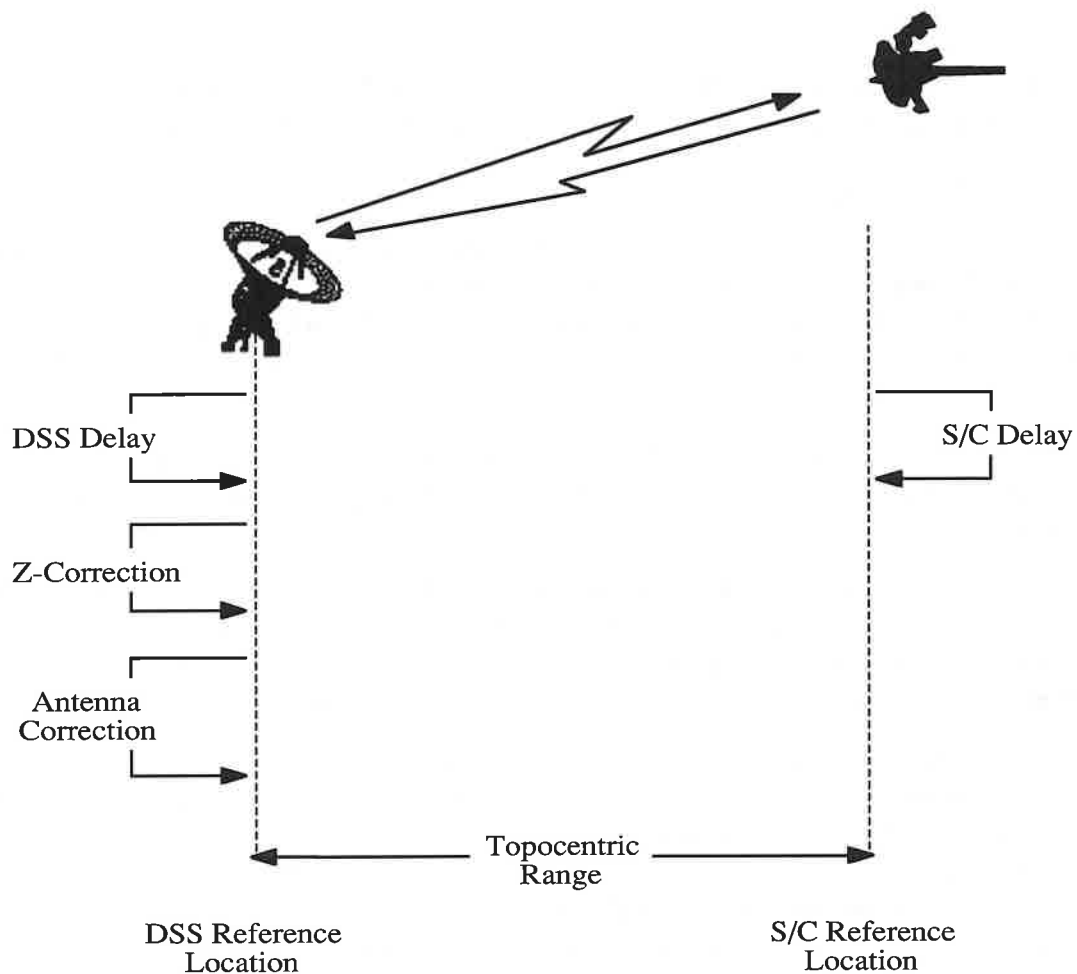 DSS Delay
S/C Delay
Z-Correction
Antenna
Correction
Topocentric
Range
DSS Reference
Location
S/C Reference
Location